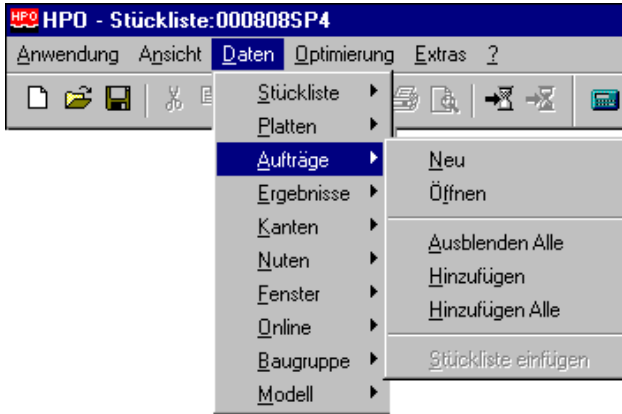 HPO HPO - Stückliste:000808SP4
Anwendung Ansicht Daten Optimierung Extras ?
Stückliste
Platten
Aufträge
Ergebnisse
Kanten
Nuten
Fenster
Online
Baugruppe
Modell
Neu
Öffnen
Ausblenden Alle
Hinzufügen
Hinzufügen Alle
Stückliste einfügen